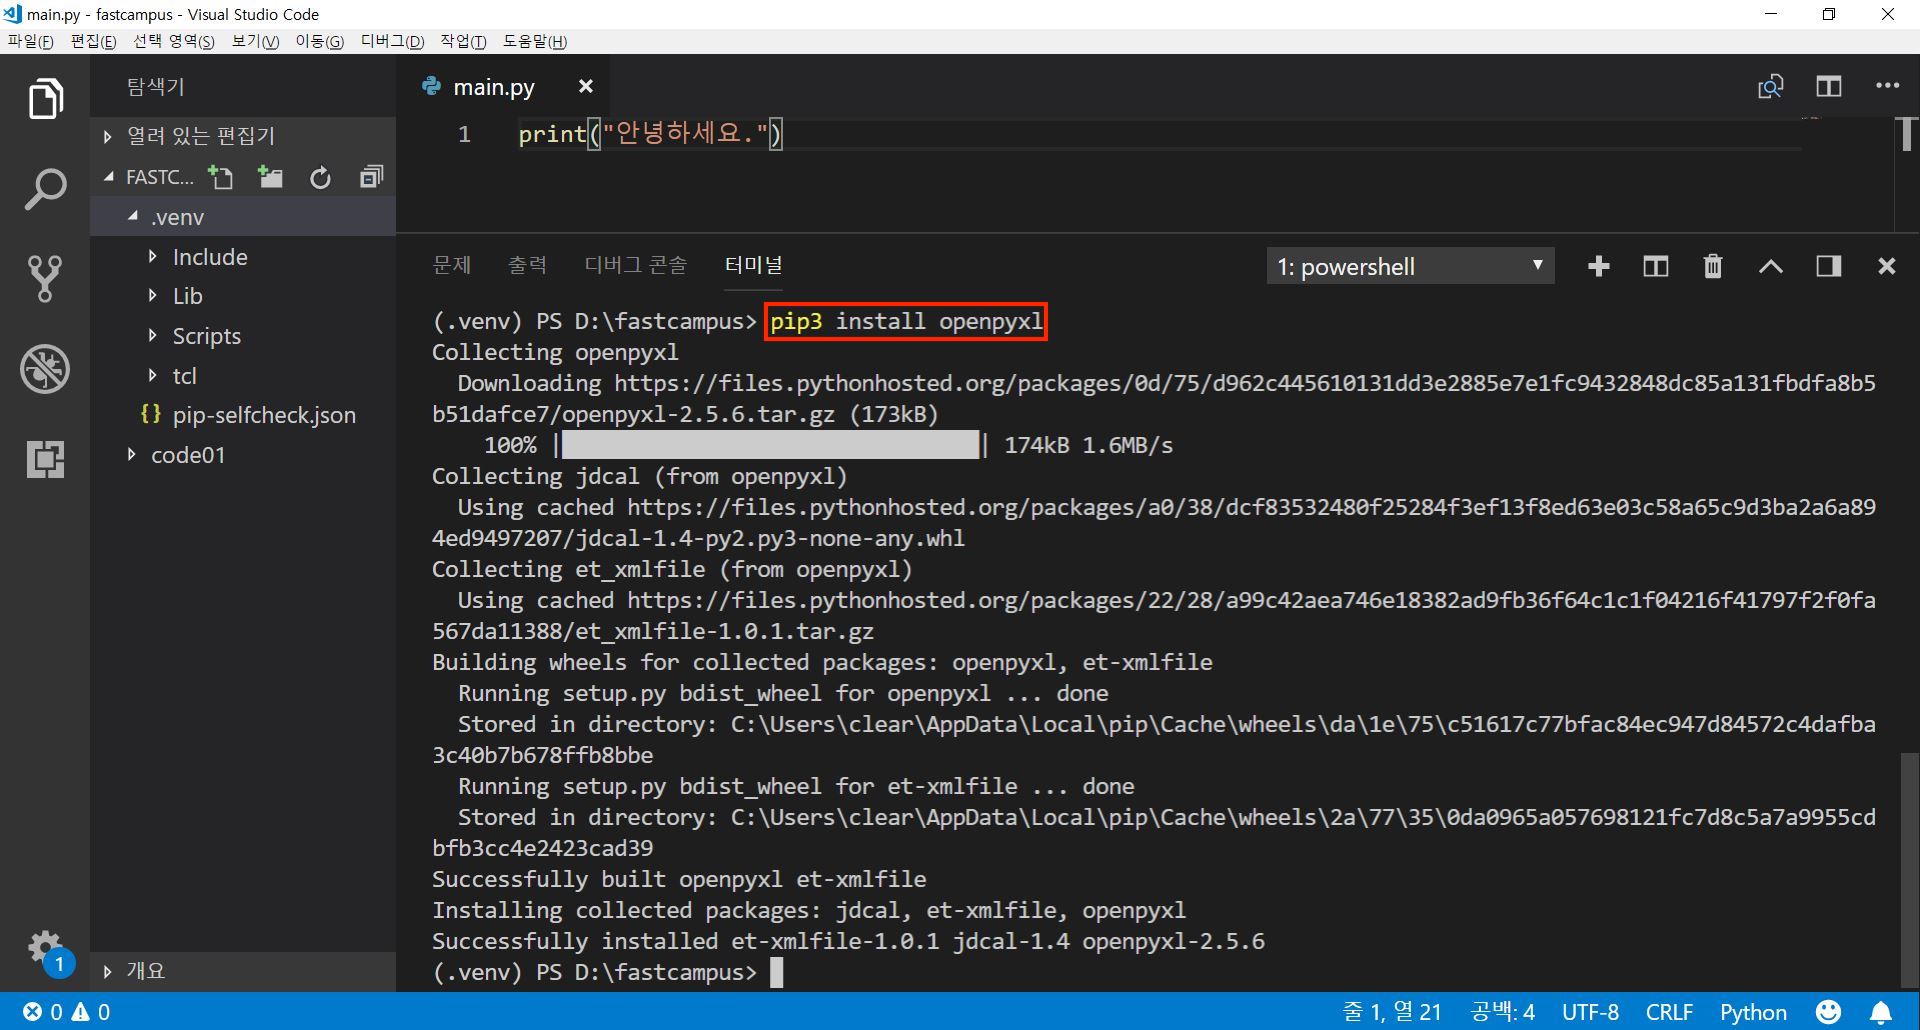 main.py - fastcampus - Visual Studio Code
파일(F) 편집(E) 선택 영역(S) 보기(V) 이동(G) 디버그(D) 작업(T) 도움말(H)
탐색기
열려 있는 편집기
FASTC...
.venv
Include
Lib
Scripts
tcl
{} pip-selfcheck.json
code01
개요
1
main.py
1 print("안녕하세요.")
문제 출력 디버그 콘솔 터미널 1: powershell
(.venv) PS D:\fastcampus> pip3 install openpyxl
Collecting openpyxl
Downloading https://files.pythonhosted.org/packages/0d/75/d962c445610131dd3e2885e7e1fc9432848dc85a131fbdfa8b5
b51dafce7/openpyxl-2.5.6.tar.gz (173kB)
100% |████████████████████████████████| 174kB 1.6MB/s
Collecting jdcal (from openpyxl)
Using cached https://files.pythonhosted.org/packages/a0/38/dcf83532480f25284f3ef13f8ed63e03c58a65c9d3ba2a6a89
4ed9497207/jdcal-1.4-py2.py3-none-any.whl
Collecting et_xmlfile (from openpyxl)
Using cached https://files.pythonhosted.org/packages/22/28/a99c42aea746e18382ad9fb36f64c1c1f04216f41797f2f0fa
567da11388/et_xmlfile-1.0.1.tar.gz
Building wheels for collected packages: openpyxl, et-xmlfile
Running setup.py bdist_wheel for openpyxl ... done
Stored in directory: C:\Users\clear\AppData\Local\pip\Cache\wheels\da\1e\75\c51617c77bfac84ec947d84572c4dafba
3c40b7b678ffb8bbe
Running setup.py bdist_wheel for et-xmlfile ... done
Stored in directory: C:\Users\clear\AppData\Local\pip\Cache\wheels\2a\77\35\0da0965a057698121fc7d8c5a7a9955cd
bfb3cc4e2423cad39
Successfully built openpyxl et-xmlfile
Installing collected packages: jdcal, et-xmlfile, openpyxl
Successfully installed et-xmlfile-1.0.1 jdcal-1.4 openpyxl-2.5.6
(.venv) PS D:\fastcampus>
0 0 줄 1, 열 21 공백: 4 UTF-8 CRLF Python